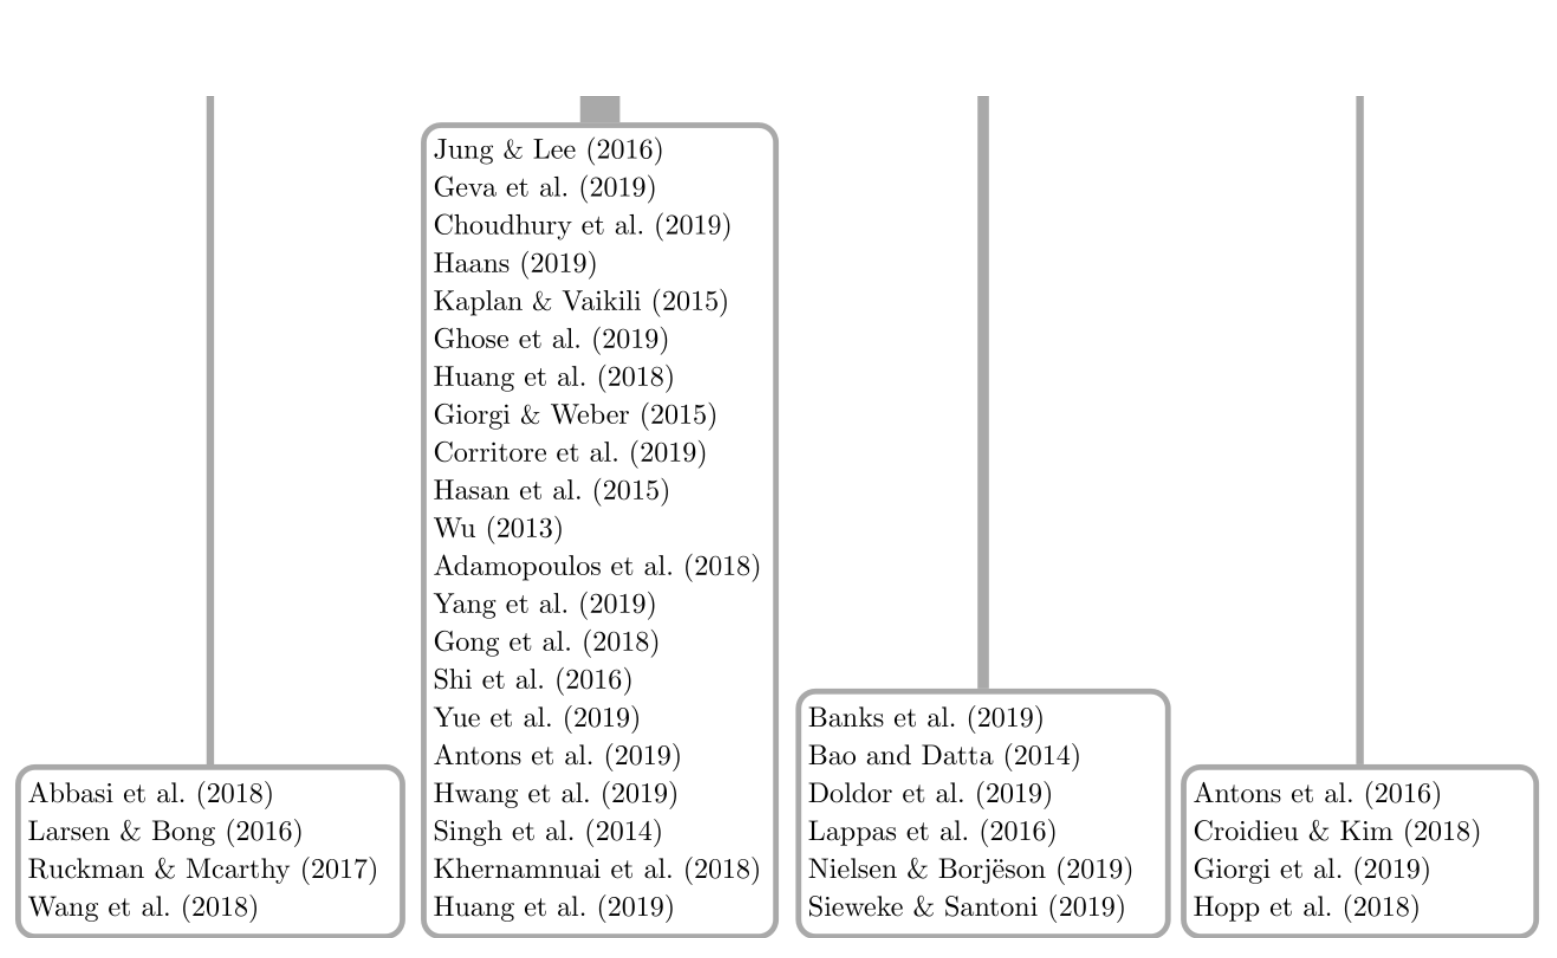 Jung & Lee (2016)
Geva et al. (2019)
Choudhury et al. (2019)
Haans (2019)
Kaplan & Vaikili (2015)
Ghose et al. (2019)
Huang et al. (2018)
Giorgi & Weber (2015)
Corritore et al. (2019)
Hasan et al. (2015)
Wu (2013)
Adamopoulos et al. (2018)
Yang et al. (2019)
Gong et al. (2018)
Shi et al. (2016)
Yue et al. (2019)
Antons et al. (2019)
Hwang et al. (2019)
Singh et al. (2014)
Khernamnuai et al. (2018)
Huang et al. (2019)
Abbasi et al. (2018)
Larsen & Bong (2016)
Ruckman & Mcarthy (2017)
Wang et al. (2018)
Banks et al. (2019)
Bao and Datta (2014)
Doldor et al. (2019)
Lappas et al. (2016)
Nielsen & Borjëson (2019)
Sieweke & Santoni (2019)
Antons et al. (2016)
Croidieu & Kim (2018)
Giorgi et al. (2019)
Hopp et al. (2018)